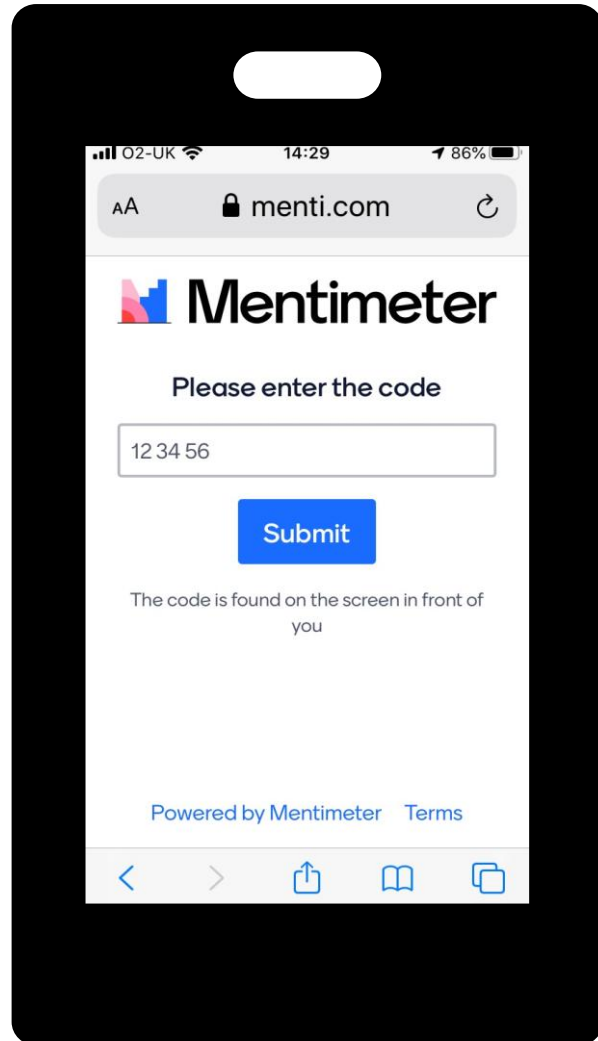 O2-UK 14:29 86%
AA menti.com
Mentimeter
Please enter the code
12 34 56
Submit
The code is found on the screen in front of
you
Powered by Mentimeter Terms